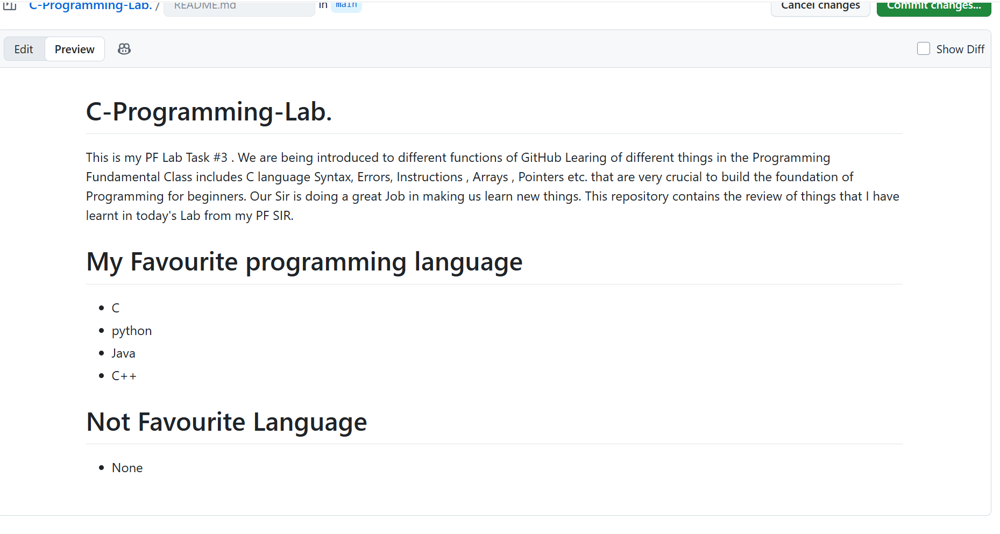 C-Programming-Lab. / README.md in main Cancel changes Commit changes...
Edit Preview Show Diff
C-Programming-Lab.
This is my PF Lab Task #3 . We are being introduced to different functions of GitHub Learing of different things in the Programming
Fundamental Class includes C language Syntax, Errors, Instructions , Arrays , Pointers etc. that are very crucial to build the foundation of
Programming for beginners. Our Sir is doing a great Job in making us learn new things. This repository contains the review of things that I have
learnt in today's Lab from my PF SIR.
My Favourite programming language
• C
• python
• Java
• C++
Not Favourite Language
• None